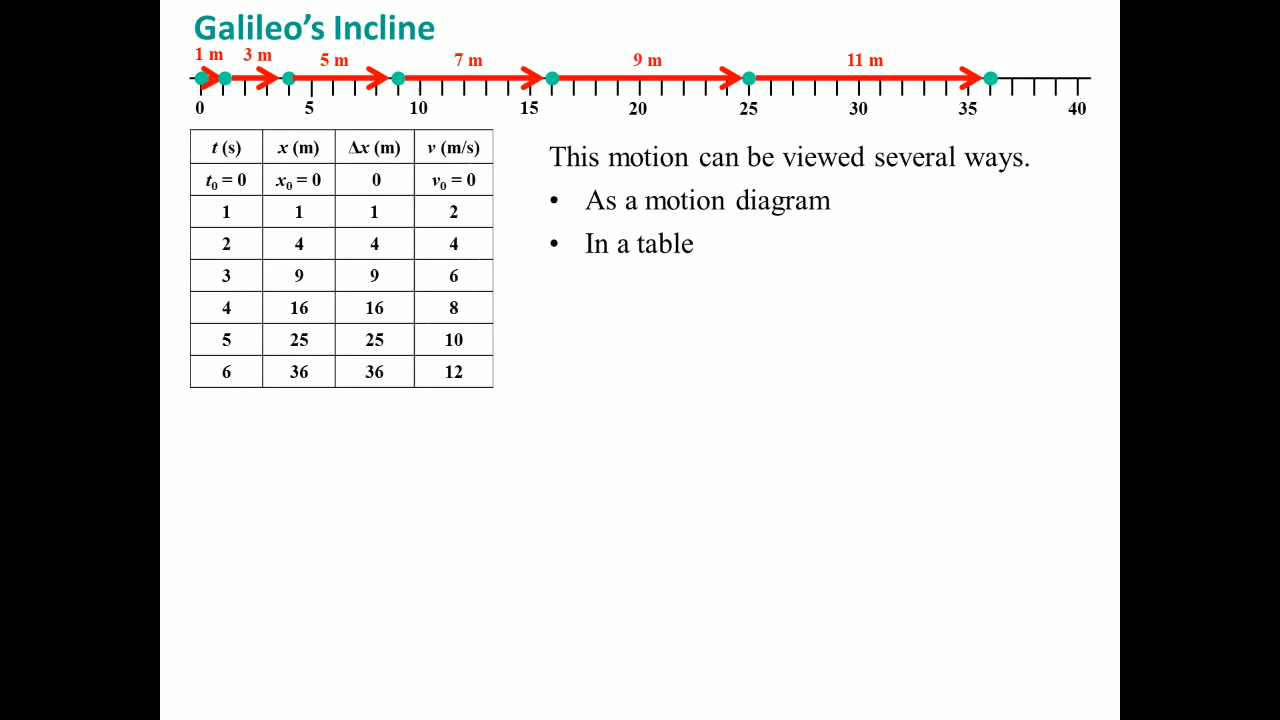 Galileo's Incline
1 m 3 m 5 m 7 m 9 m 11 m
0 5 10 15 20 25 30 35 40
t (s) x (m) Δx (m) v (m/s)
t₀ = 0 x₀ = 0 0 v₀ = 0
1 1 1 2
2 4 4 4
3 9 9 6
4 16 16 8
5 25 25 10
6 36 36 12
This motion can be viewed several ways.
• As a motion diagram
• In a table